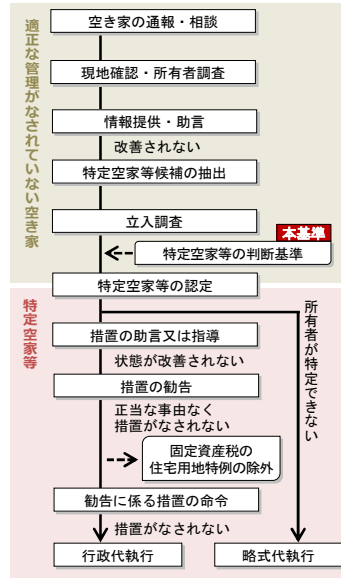 適正な管理がなされていない空き家
空き家の通報・相談
現地確認・所有者調査
情報提供・助言
改善されない
特定空家等候補の抽出
立入調査
本基準
特定空家等の判断基準
特定空家等の認定
特定空家等
所有者が特定できない
措置の助言又は指導
状態が改善されない
措置の勧告
正当な事由なく
措置がなされない
固定資産税の
住宅用地特例の除外
勧告に係る措置の命令
措置がなされない
行政代執行
略式代執行